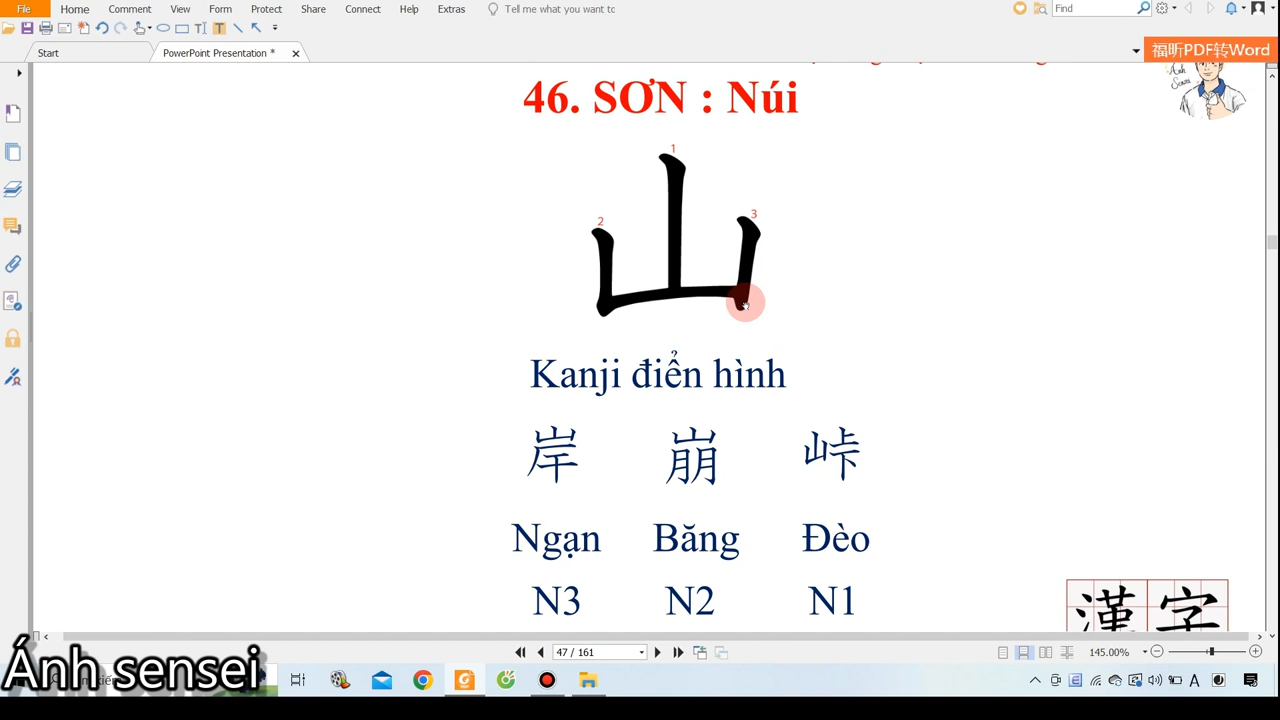 File Home Comment View Form Protect Share Connect Help Extras Tell me what you want to Find
Start PowerPoint Presentation * 福昕PDF转Word
Ánh Sensei
46. SƠN : Núi
1
2
3
山
Kanji điển hình
岸 崩 峠
Ngạn Băng Đèo
N3 N2 N1
漢字
47 / 161 145.00%
Ánh sensei